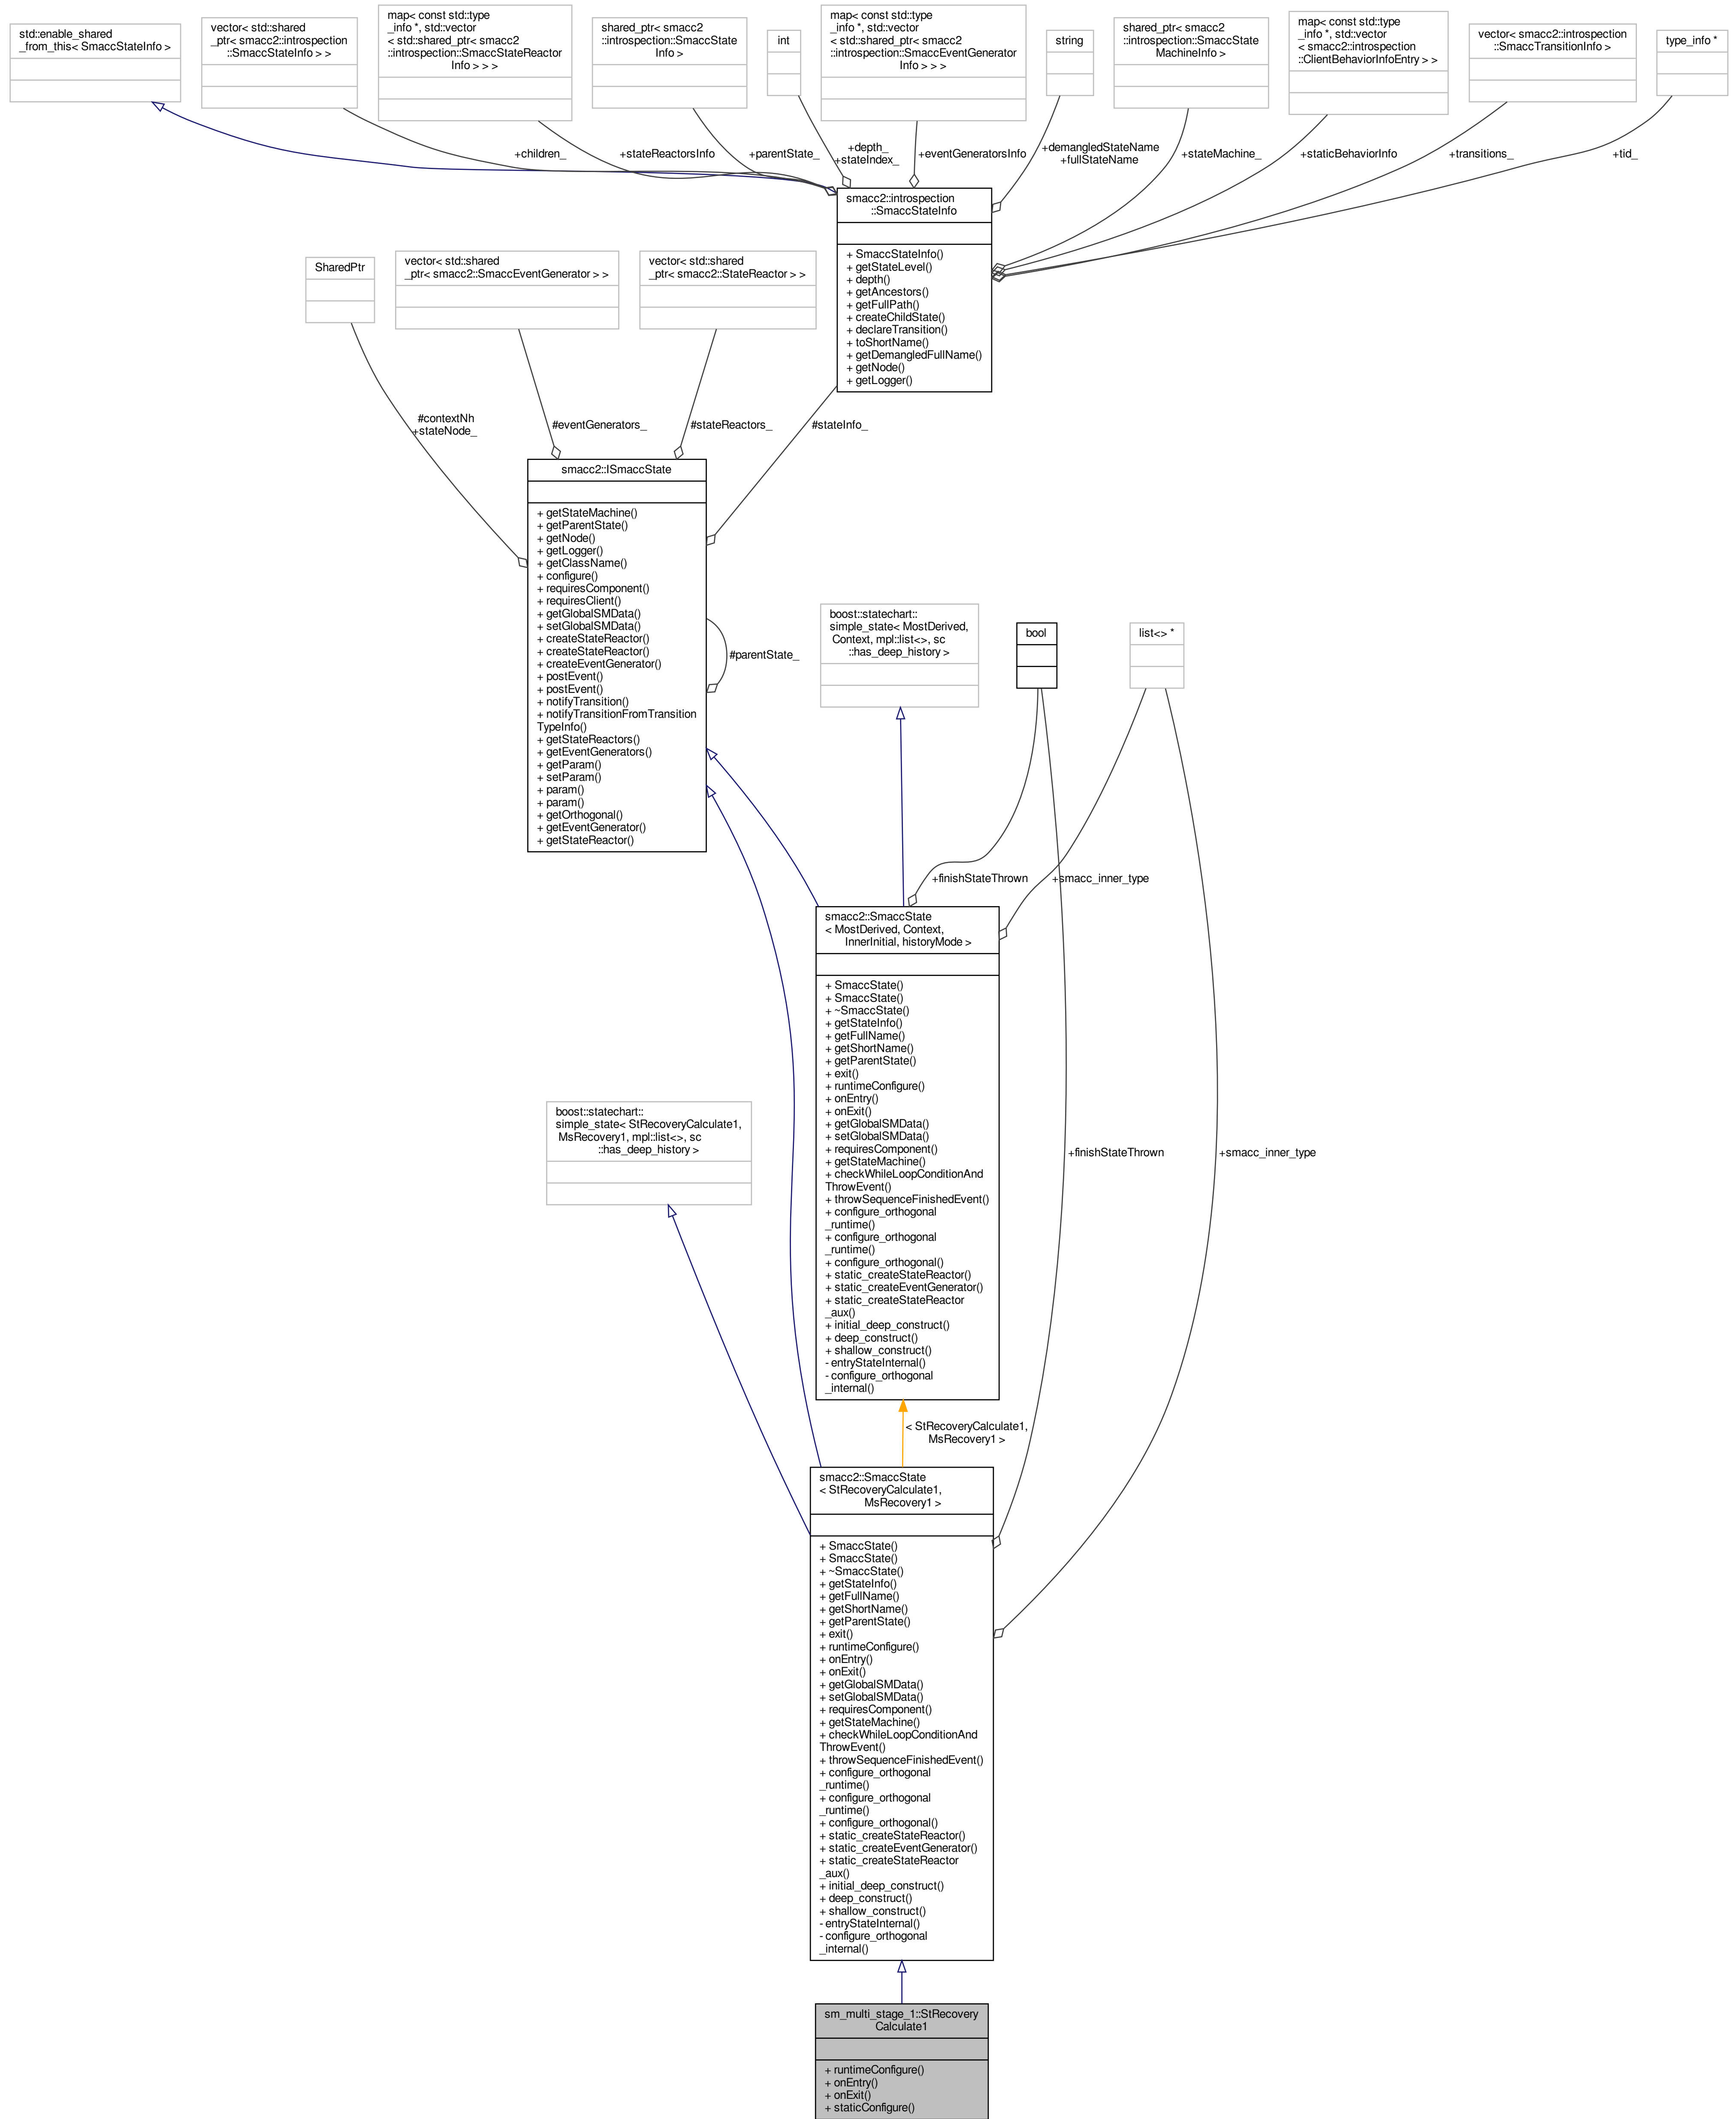 std::enable_shared
_from_this< SmaccStateInfo >
vector< std::shared
_ptr< smacc2::introspection
::SmaccStateInfo > >
map< const std::type
_info *, std::vector
< std::shared_ptr< smacc2
::introspection::SmaccStateReactor
Info > > >
shared_ptr< smacc2
::introspection::SmaccState
Info >
int
map< const std::type
_info *, std::vector
< std::shared_ptr< smacc2
::introspection::SmaccEventGenerator
Info > > >
string
shared_ptr< smacc2
::introspection::SmaccState
MachineInfo >
map< const std::type
_info *, std::vector
< smacc2::introspection
::ClientBehaviorInfoEntry > >
vector< smacc2::introspection
::SmaccTransitionInfo >
type_info *
+children_
+stateReactorsInfo
+parentState_
+depth_
+stateIndex_
+eventGeneratorsInfo
+demangledStateName
+fullStateName
+stateMachine_
+staticBehaviorInfo
+transitions_
+tid_
smacc2::introspection
::SmaccStateInfo
+ SmaccStateInfo()
+ getStateLevel()
+ depth()
+ getAncestors()
+ getFullPath()
+ createChildState()
+ declareTransition()
+ toShortName()
+ getDemangledFullName()
+ getNode()
+ getLogger()
SharedPtr
vector< std::shared
_ptr< smacc2::SmaccEventGenerator > >
vector< std::shared
_ptr< smacc2::StateReactor > >
#contextNh
+stateNode_
#eventGenerators_
#stateReactors_
#stateInfo_
smacc2::ISmaccState
+ getStateMachine()
+ getParentState()
+ getNode()
+ getLogger()
+ getClassName()
+ configure()
+ requiresComponent()
+ requiresClient()
+ getGlobalSMData()
+ setGlobalSMData()
+ createStateReactor()
+ createStateReactor()
+ createEventGenerator()
+ postEvent()
+ postEvent()
+ notifyTransition()
+ notifyTransitionFromTransition
TypeInfo()
+ getStateReactors()
+ getEventGenerators()
+ getParam()
+ setParam()
+ param()
+ param()
+ getOrthogonal()
+ getEventGenerator()
+ getStateReactor()
#parentState_
boost::statechart::
simple_state< MostDerived,
Context, mpl::list<>, sc
::has_deep_history >
bool
list<> *
+finishStateThrown
+smacc_inner_type
smacc2::SmaccState
< MostDerived, Context,
InnerInitial, historyMode >
+ SmaccState()
+ SmaccState()
+ ~SmaccState()
+ getStateInfo()
+ getFullName()
+ getShortName()
+ getParentState()
+ exit()
+ runtimeConfigure()
+ onEntry()
+ onExit()
+ getGlobalSMData()
+ setGlobalSMData()
+ requiresComponent()
+ getStateMachine()
+ checkWhileLoopConditionAnd
ThrowEvent()
+ throwSequenceFinishedEvent()
+ configure_orthogonal
_runtime()
+ configure_orthogonal
_runtime()
+ configure_orthogonal()
+ static_createStateReactor()
+ static_createEventGenerator()
+ static_createStateReactor
_aux()
+ initial_deep_construct()
+ deep_construct()
+ shallow_construct()
- entryStateInternal()
- configure_orthogonal
_internal()
boost::statechart::
simple_state< StRecoveryCalculate1,
MsRecovery1, mpl::list<>, sc
::has_deep_history >
+finishStateThrown
+smacc_inner_type
< StRecoveryCalculate1,
MsRecovery1 >
smacc2::SmaccState
< StRecoveryCalculate1,
MsRecovery1 >
+ SmaccState()
+ SmaccState()
+ ~SmaccState()
+ getStateInfo()
+ getFullName()
+ getShortName()
+ getParentState()
+ exit()
+ runtimeConfigure()
+ onEntry()
+ onExit()
+ getGlobalSMData()
+ setGlobalSMData()
+ requiresComponent()
+ getStateMachine()
+ checkWhileLoopConditionAnd
ThrowEvent()
+ throwSequenceFinishedEvent()
+ configure_orthogonal
_runtime()
+ configure_orthogonal
_runtime()
+ configure_orthogonal()
+ static_createStateReactor()
+ static_createEventGenerator()
+ static_createStateReactor
_aux()
+ initial_deep_construct()
+ deep_construct()
+ shallow_construct()
- entryStateInternal()
- configure_orthogonal
_internal()
sm_multi_stage_1::StRecovery
Calculate1
+ runtimeConfigure()
+ onEntry()
+ onExit()
+ staticConfigure()